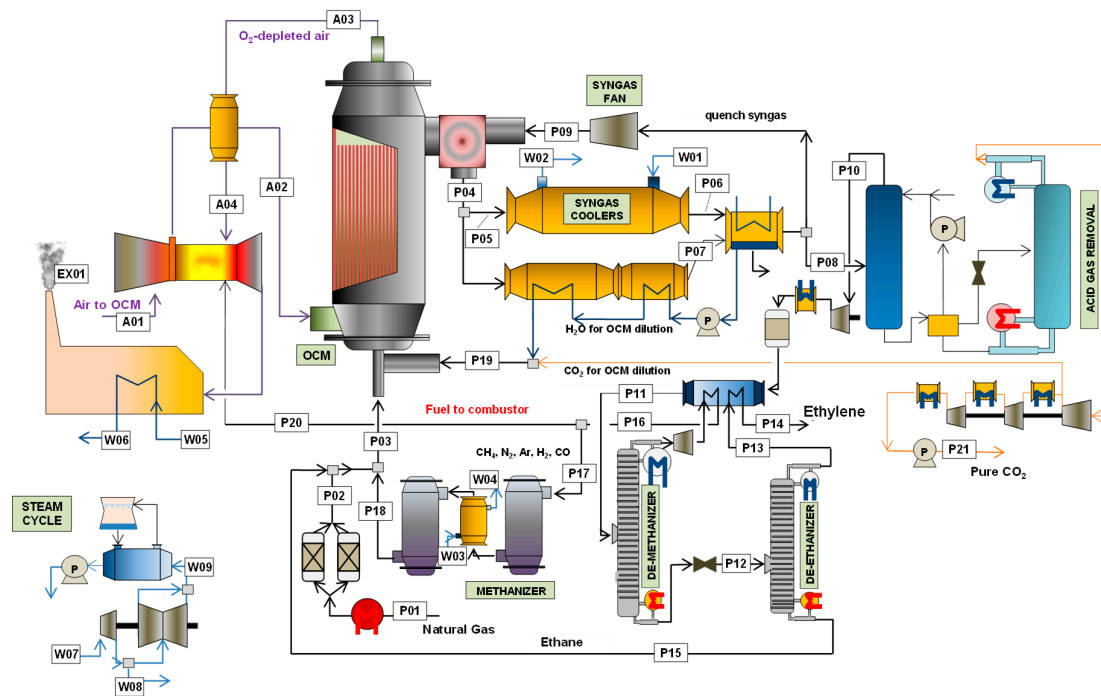 A03
O₂-depleted air
SYNGAS
FAN
quench syngas
P09
W02
W01
P10
P04
P06
A02
A04
SYNGAS
COOLERS
P05
P07
P08
ACID GAS REMOVAL
EX01
Air to OCM
A01
P
P
H₂O for OCM dilution
OCM
P19
CO₂ for OCM dilution
P11
Ethylene
Fuel to combustor
P20
P16
P14
P03
P13
W06
W05
CH₄, N₂, Ar, H₂, CO
P17
P
P21
Pure CO₂
P02
W04
P18
STEAM
CYCLE
W03
DE-METHANIZER
DE-ETHANIZER
P
W09
P12
METHANIZER
P01
Natural Gas
Ethane
P15
W07
W08